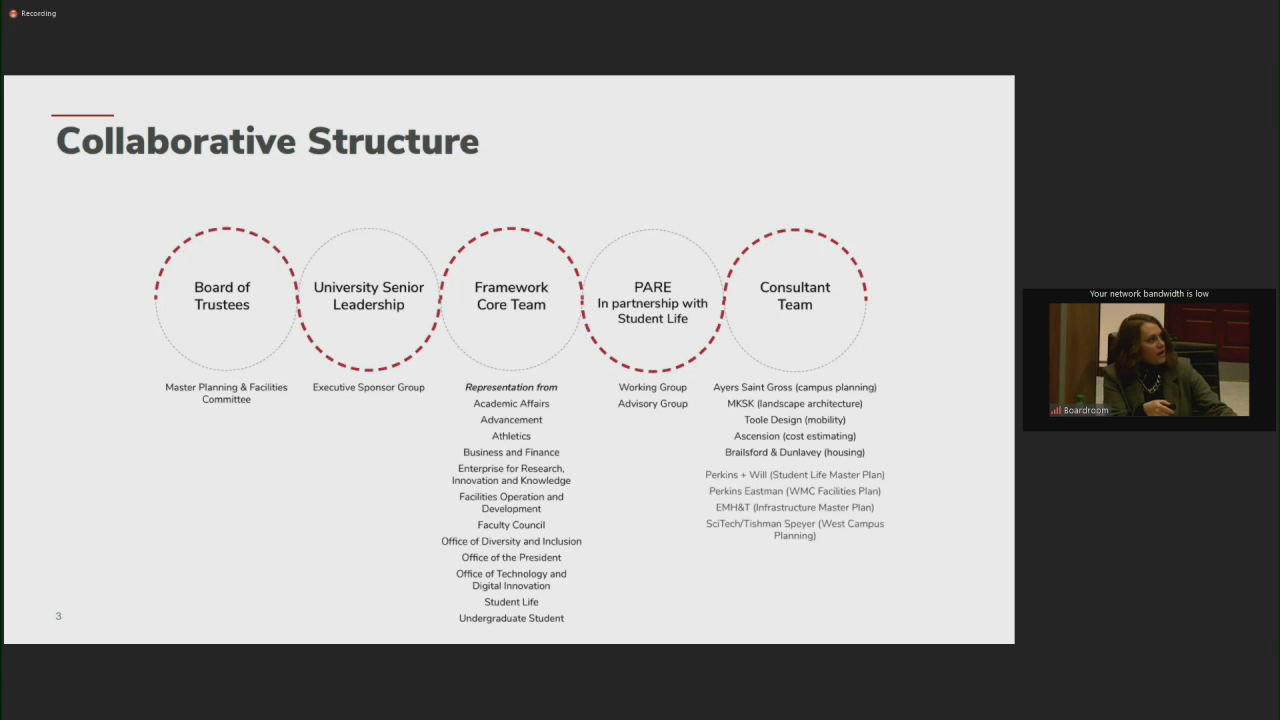 Recording
Collaborative Structure
Board of
Trustees
Master Planning & Facilities
Committee
University Senior
Leadership
Executive Sponsor Group
Framework
Core Team
Representation from
Academic Affairs
Advancement
Athletics
Business and Finance
Enterprise for Research,
Innovation and Knowledge
Facilities Operation and
Development
Faculty Council
Office of Diversity and Inclusion
Office of the President
Office of Technology and
Digital Innovation
Student Life
Undergraduate Student
PARE
In partnership with
Student Life
Working Group
Advisory Group
Consultant
Team
Ayers Saint Gross (campus planning)
MKSK (landscape architecture)
Toole Design (mobility)
Ascension (cost estimating)
Brailsford & Dunlavey (housing)
Perkins + Will (Student Life Master Plan)
Perkins Eastman (WMC Facilities Plan)
EMH&T (Infrastructure Master Plan)
SciTech/Tishman Speyer (West Campus
Planning)
3
Your network bandwidth is low
Boardroom